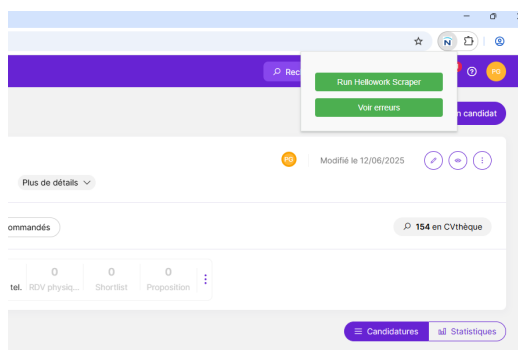 N
Rec
Run Hellowork Scraper
Voir erreurs
PG
n candidat
PG
Modifié le 12/06/2025
Plus de détails
ommandés
154 en CVthèque
0 0 0
tel. RDV physiq... Shortlist Proposition
Candidatures Statistiques